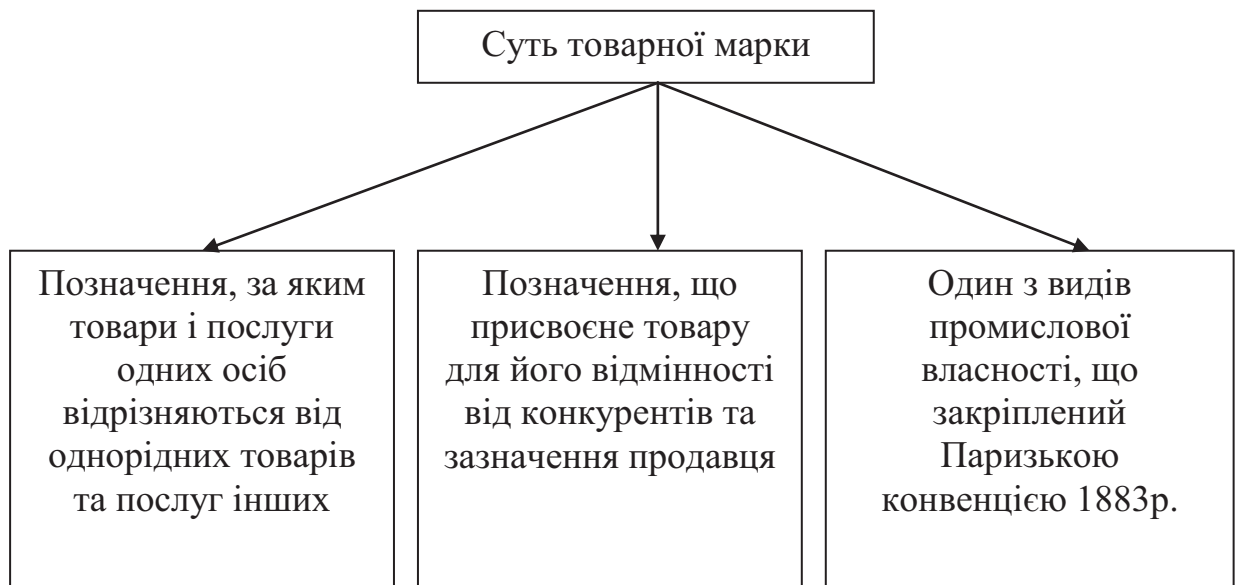 Суть товарної марки
Позначення, за яким
товари і послуги
одних осіб
відрізняються від
однорідних товарів
та послуг інших
Позначення, що
присвоєне товару
для його відмінності
від конкурентів та
зазначення продавця
Один з видів
промислової
власності, що
закріплений
Паризькою
конвенцією 1883р.